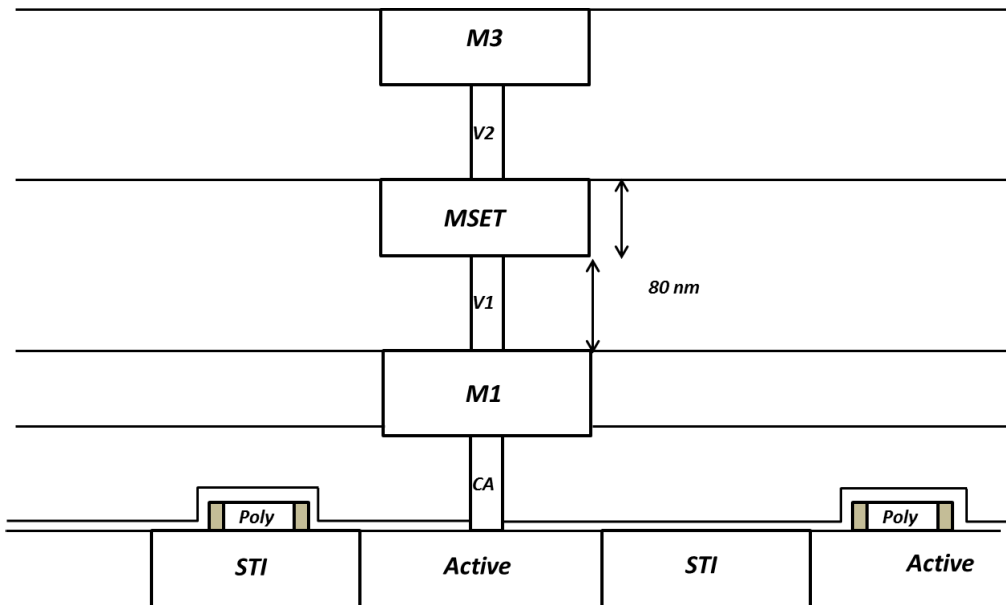 M3
V2
MSET
V1
80 nm
M1
CA
Poly
Poly
STI
Active
STI
Active